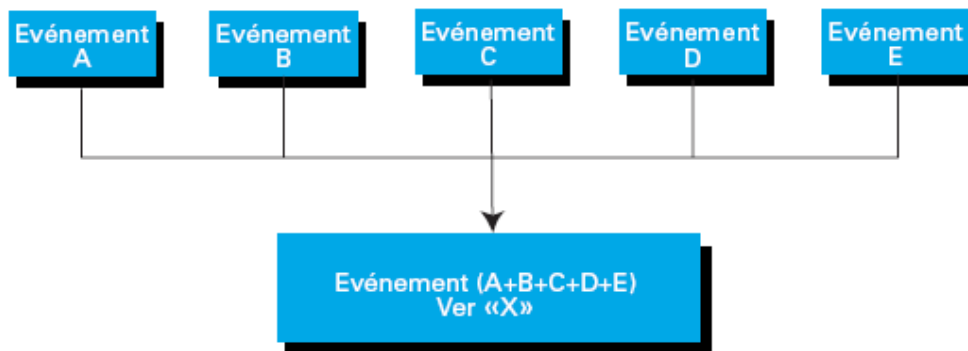 Evénement
A
Evénement
B
Evénement
C
Evénement
D
Evénement
E
Evénement (A+B+C+D+E)
Ver «X»